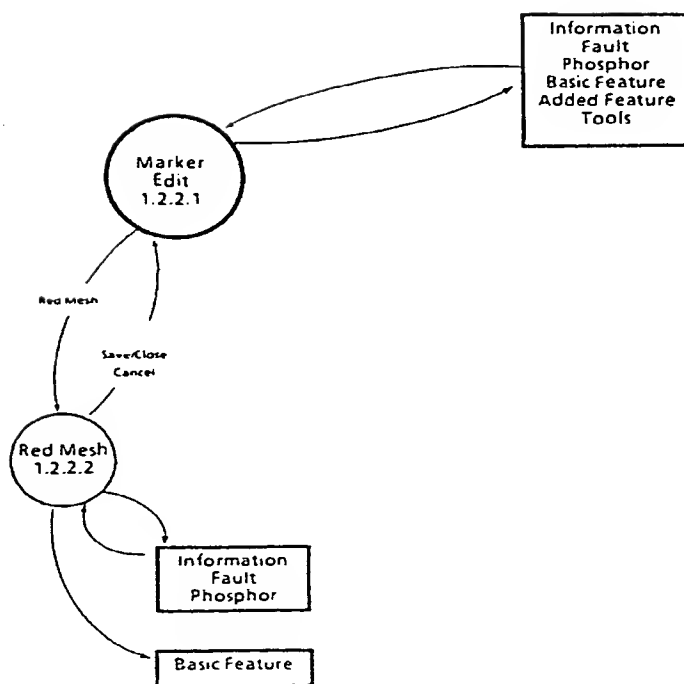 Information
Fault
Phosphor
Basic Feature
Added Feature
Tools
Marker
Edit
1.2.2.1
Red Mesh
Save/Close
Cancel
Red Mesh
1.2.2.2
Information
Fault
Phosphor
Basic Feature